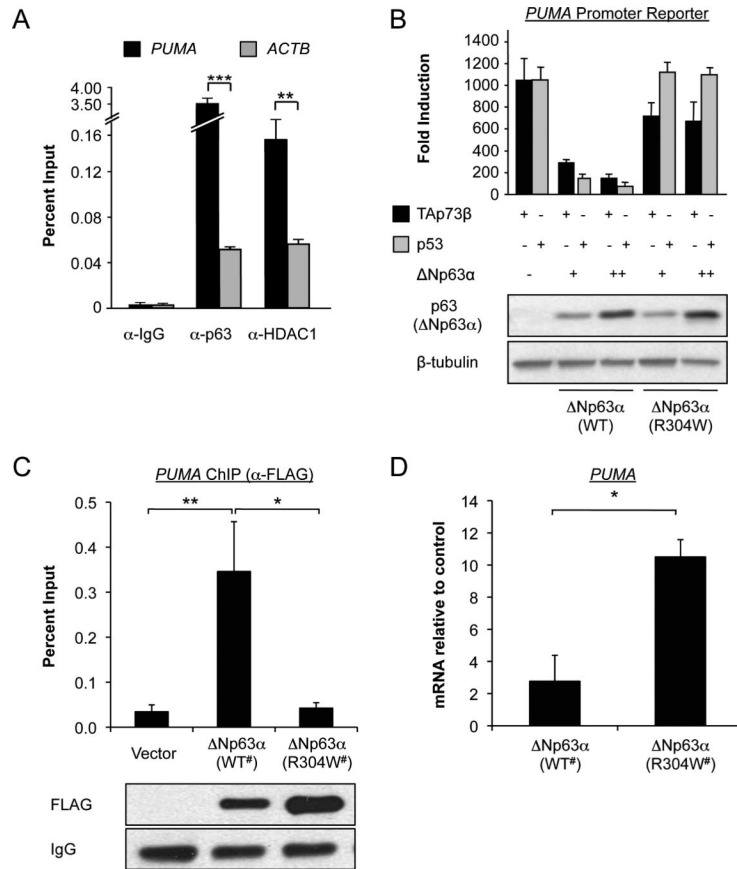 A
PUMA ACTB
4.00
3.50
0.16
0.12
0.08
0.04
0
Percent Input
***
**
α-IgG α-p63 α-HDAC1
B
PUMA Promoter Reporter
1400
1200
1000
800
600
400
200
0
Fold Induction
TAp73β + - + - + - + - + -
p53 - + - + - + - + - +
ΔNp63α - + ++ + ++
p63
(ΔNp63α)
β-tubulin
ΔNp63α ΔNp63α
(WT) (R304W)
C
PUMA ChIP (α-FLAG)
** *
0.5
0.4
0.3
0.2
0.1
0.0
Percent Input
Vector ΔNp63α ΔNp63α
(WT#) (R304W#)
FLAG
IgG
D
PUMA
*
14
12
10
8
6
4
2
0
mRNA relative to control
ΔNp63α ΔNp63α
(WT#) (R304W#)